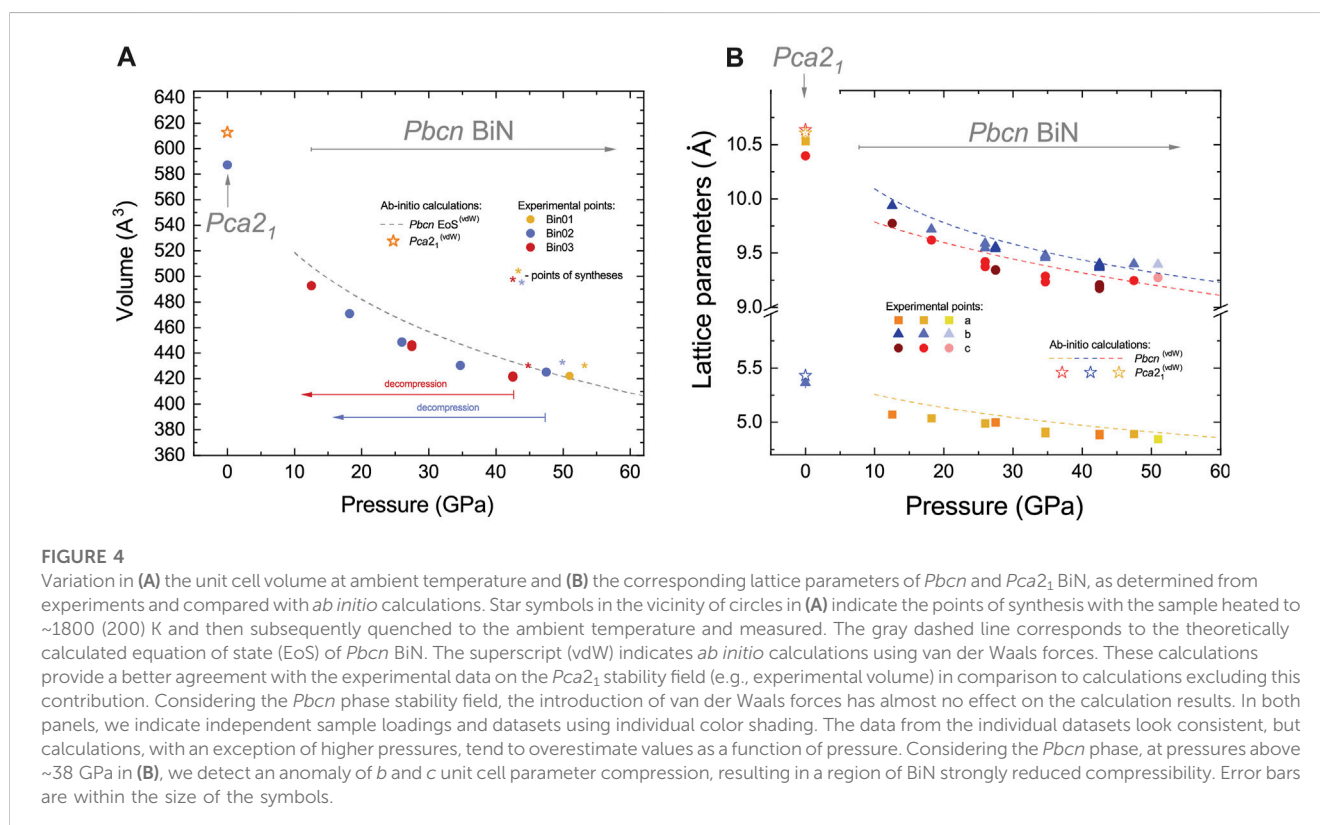 A
B
Pca2₁
640
620
600
580
560
540
520
500
480
460
440
420
400
380
360
Volume (A³)
Pbcn BiN
Pca2₁
Ab-initio calculations:
Pbcn EoS(vdW)
Pca2₁(vdW)
Experimental points:
Bin01
Bin02
Bin03
- points of syntheses
decompression
decompression
0 10 20 30 40 50 60
Pressure (GPa)
10.5
10.0
9.5
9.0
5.5
5.0
Lattice parameters (Å)
Pbcn BiN
Experimental points:
a
b
c
Ab-initio calculations:
Pbcn (vdW)
Pca2₁(vdW)
0 10 20 30 40 50 60
Pressure (GPa)
FIGURE 4
Variation in (A) the unit cell volume at ambient temperature and (B) the corresponding lattice parameters of Pbcn and Pca2₁ BiN, as determined from
experiments and compared with ab initio calculations. Star symbols in the vicinity of circles in (A) indicate the points of synthesis with the sample heated to
~1800 (200) K and then subsequently quenched to the ambient temperature and measured. The gray dashed line corresponds to the theoretically
calculated equation of state (EoS) of Pbcn BiN. The superscript (vdW) indicates ab initio calculations using van der Waals forces. These calculations
provide a better agreement with the experimental data on the Pca2₁ stability field (e.g., experimental volume) in comparison to calculations excluding this
contribution. Considering the Pbcn phase stability field, the introduction of van der Waals forces has almost no effect on the calculation results. In both
panels, we indicate independent sample loadings and datasets using individual color shading. The data from the individual datasets look consistent, but
calculations, with an exception of higher pressures, tend to overestimate values as a function of pressure. Considering the Pbcn phase, at pressures above
~38 GPa in (B), we detect an anomaly of b and c unit cell parameter compression, resulting in a region of BiN strongly reduced compressibility. Error bars
are within the size of the symbols.